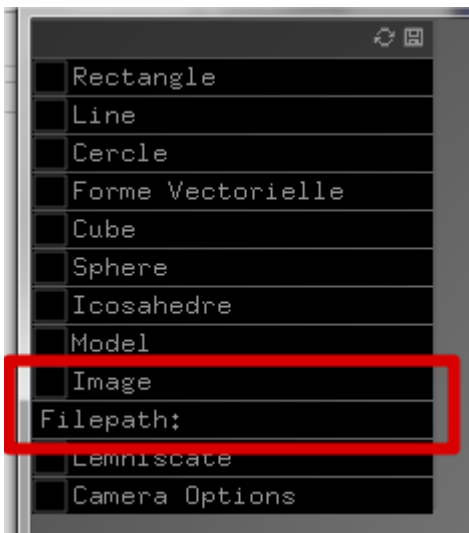 Rectangle
Line
Cercle
Forme Vectorielle
Cube
Sphere
Icosahedre
Model
Image
Filepath:
Lemniscate
Camera Options